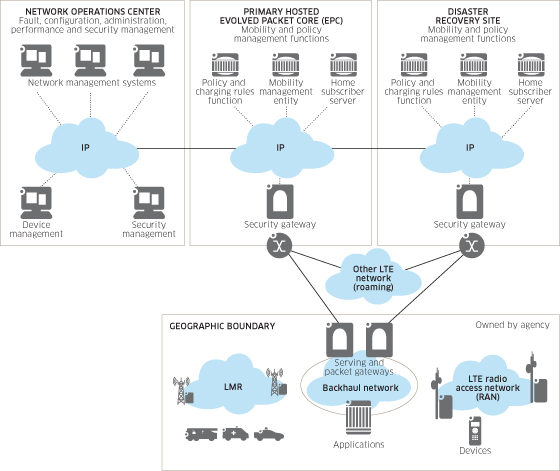 NETWORK OPERATIONS CENTER
Fault, configuration, administration,
performance and security management
Network management systems
IP
Device
management
Security
management
PRIMARY HOSTED
EVOLVED PACKET CORE (EPC)
Mobility and policy
management functions
Policy and
charging rules
function
Mobility
management
entity
Home
subscriber
server
IP
Security gateway
DISASTER
RECOVERY SITE
Mobility and policy
management functions
Policy and
charging rules
function
Mobility
management
entity
Home
subscriber
server
IP
Security gateway
Other LTE
network
(roaming)
GEOGRAPHIC BOUNDARY
Owned by agency
Serving and
packet gateways
LMR
Backhaul network
LTE radio
access network
(RAN)
Applications
Devices